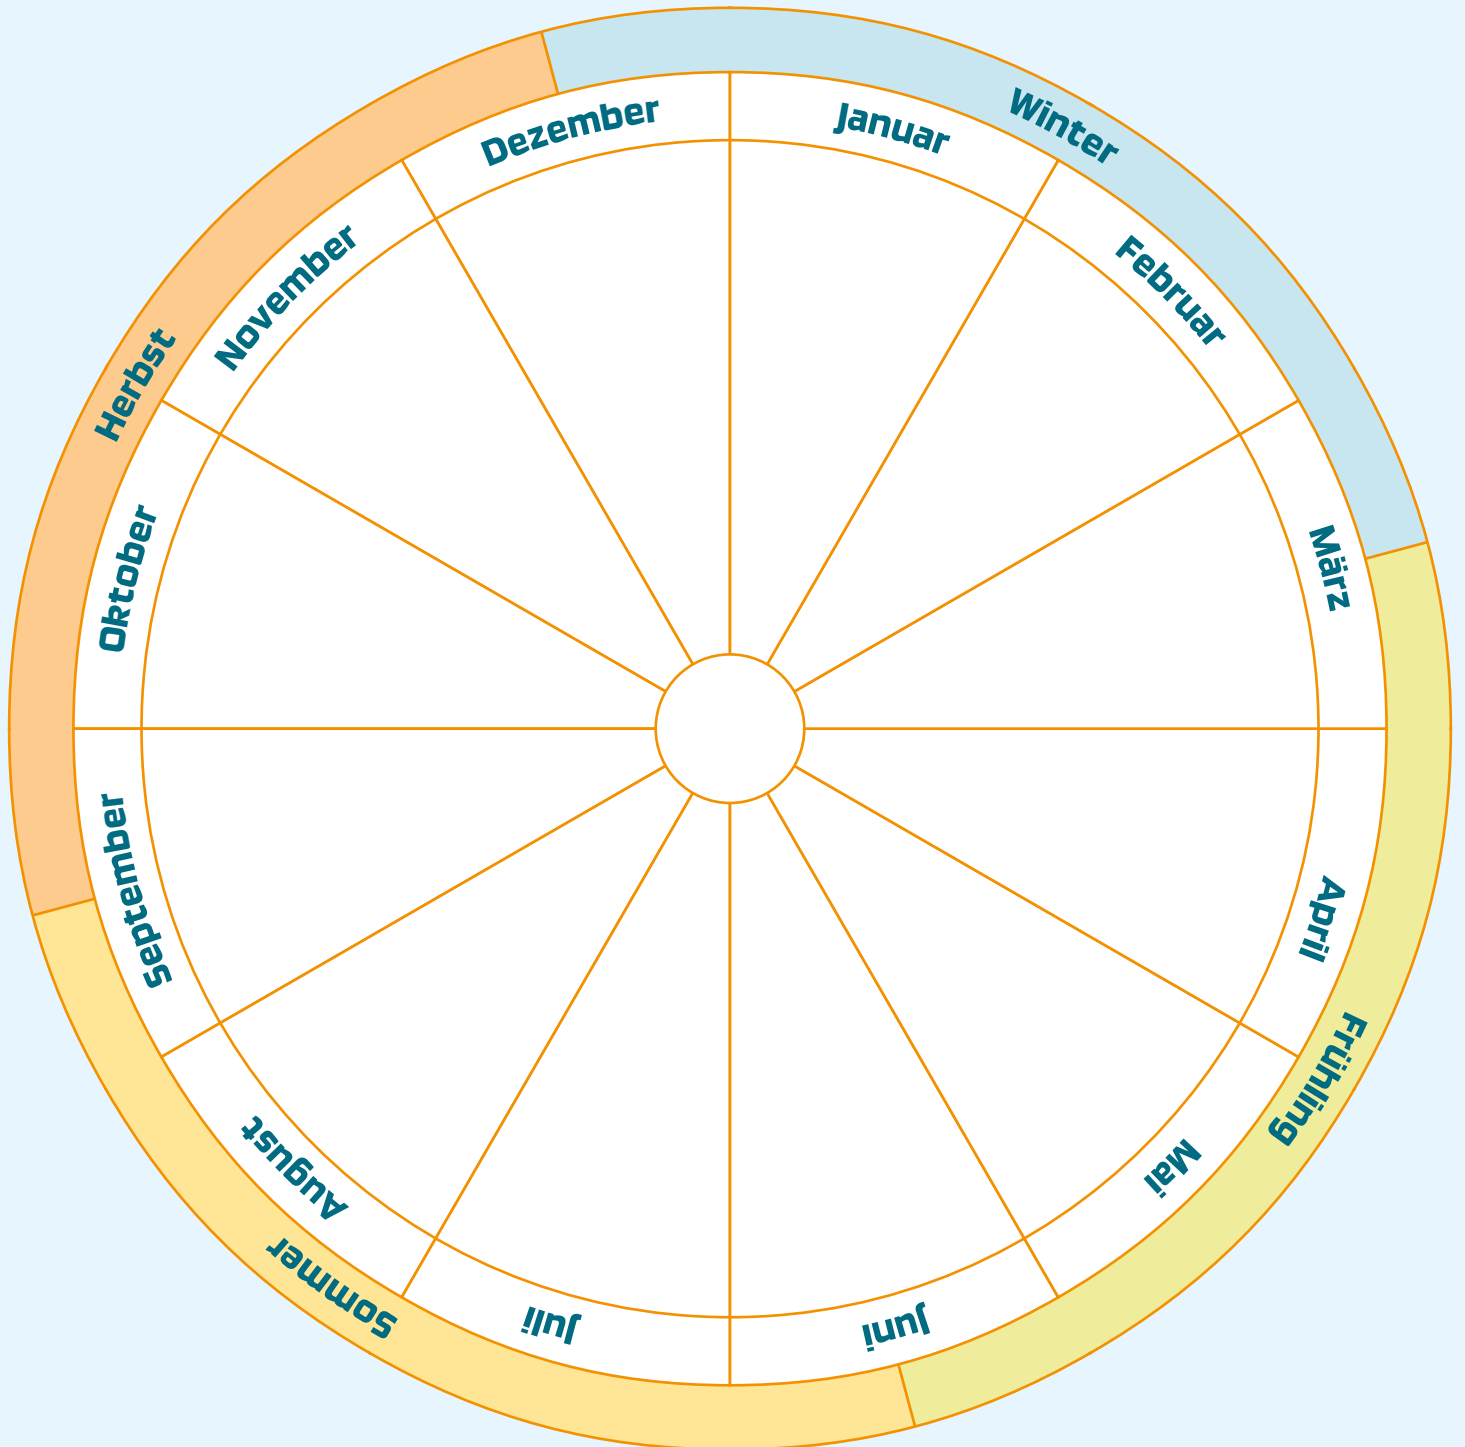 Winter
Januar
Februar
März
Frühling
April
Mai
Juni
Sommer
Juli
August
September
Herbst
Oktober
November
Dezember